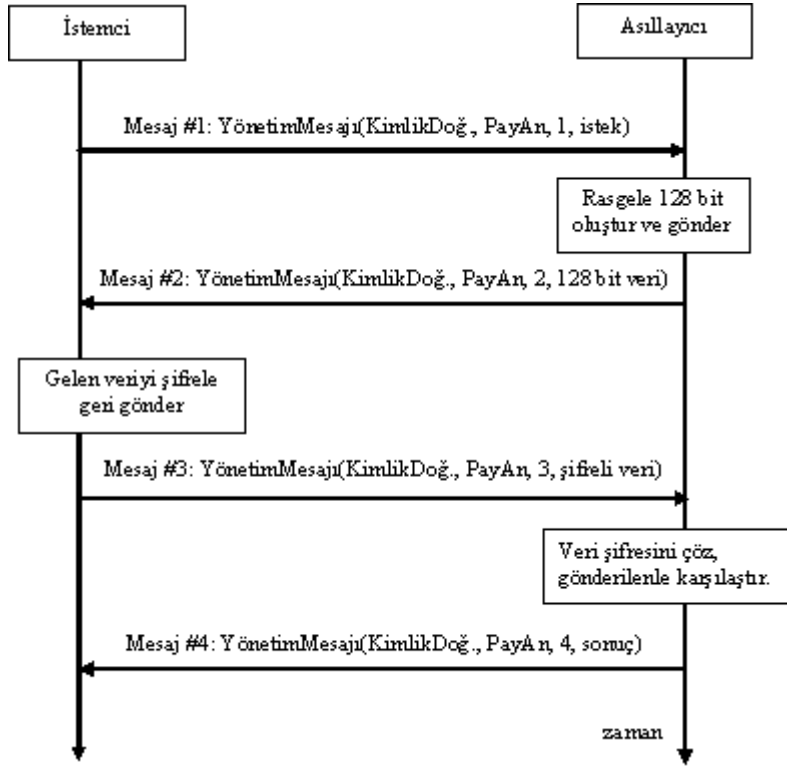 İstemci
Asıllayıcı
Mesaj #1: YönetimMesajı(KimlikDoğ., PayAn, 1, istek)
Rasgele 128 bit
oluştur ve gönder
Mesaj #2: YönetimMesajı(KimlikDoğ., PayAn, 2, 128 bit veri)
Gelen veriyi şifrele
geri gönder
Mesaj #3: YönetimMesajı(KimlikDoğ., PayAn, 3, şifreli veri)
Veri şifresini çöz,
gönderilenle karşılaştır.
Mesaj #4: YönetimMesajı(KimlikDoğ., PayAn, 4, sonuç)
zaman